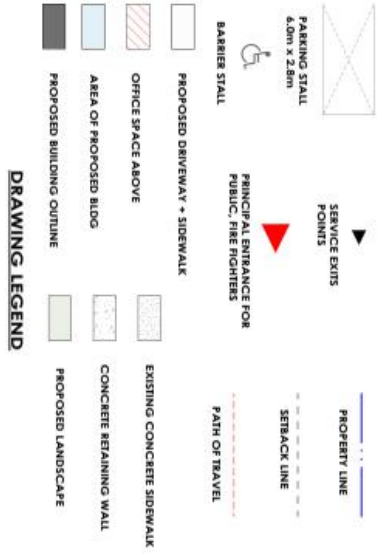 PARKING STALL
6.0m x 2.8m
SERVICE EXITS
POINTS
PROPERTY LINE
BARRIER STALL
PRINCIPAL ENTRANCE FOR
PUBLIC, FIRE FIGHTERS
SETBACK LINE
PATH OF TRAVEL
PROPOSED DRIVEWAY + SIDEWALK
OFFICE SPACE ABOVE
AREA OF PROPOSED BLDG
PROPOSED BUILDING OUTLINE
EXISTING CONCRETE SIDEWALK
CONCRETE RETAINING WALL
PROPOSED LANDSCAPE
DRAWING LEGEND